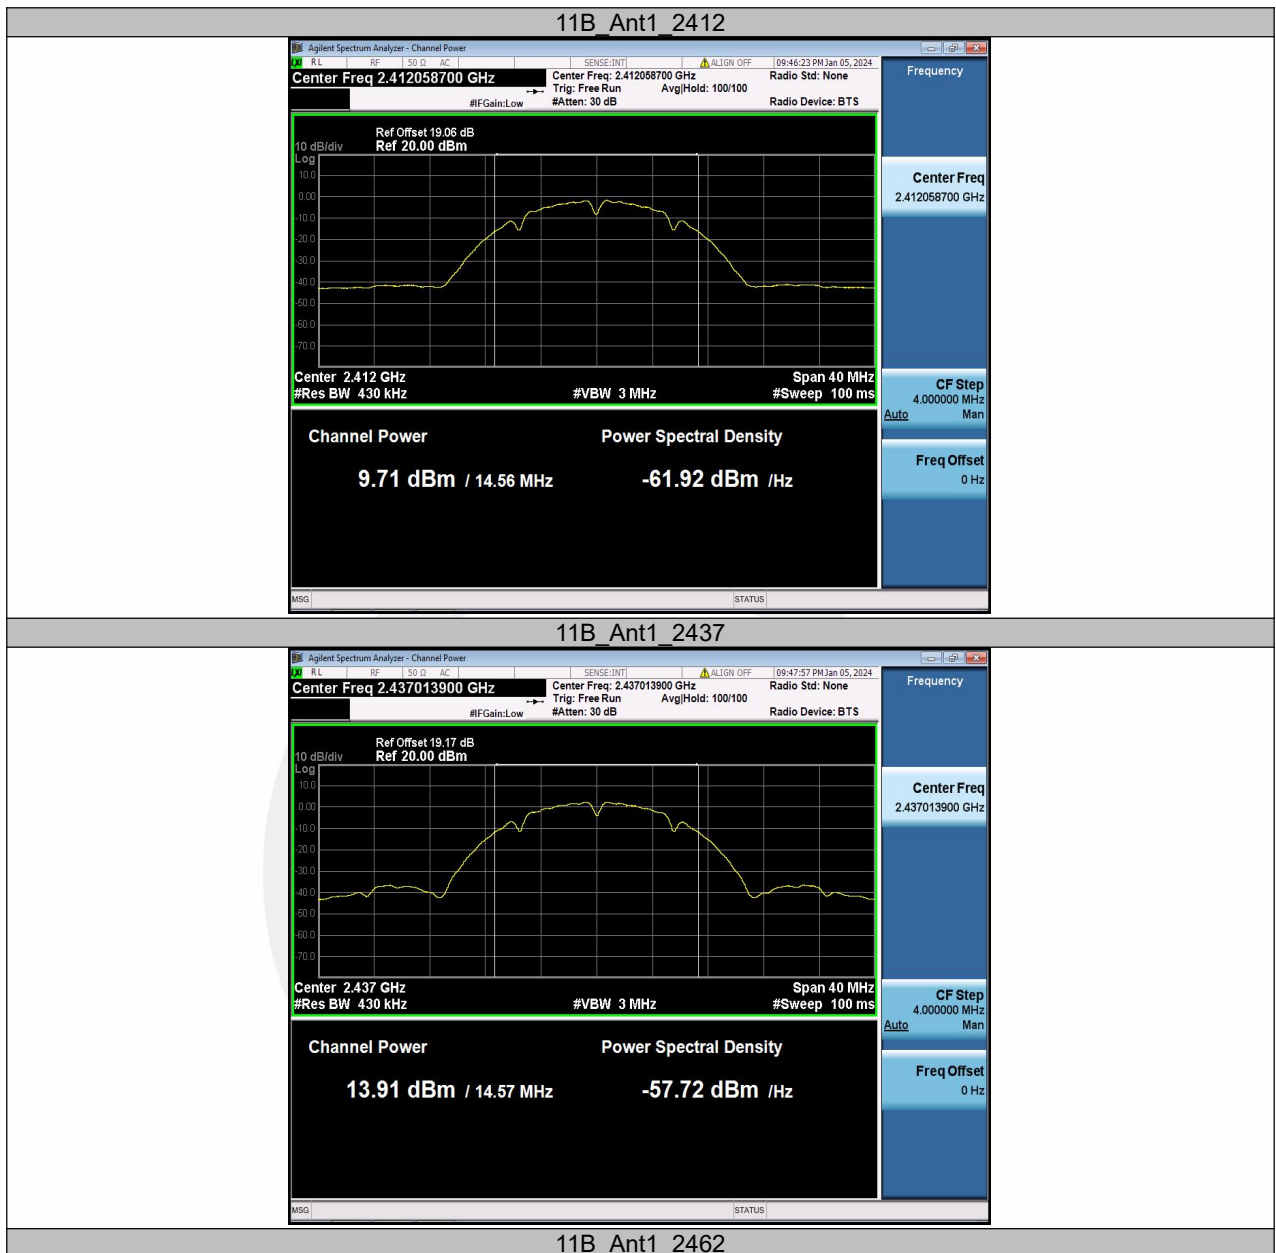 11B_Ant1_2412
Agilent Spectrum Analyzer - Channel Power
LXI RL RF 50 Ω AC SENSE:INT ALIGN OFF 09:46:23 PM Jan 05, 2024
Center Freq 2.412058700 GHz
Center Freq: 2.412058700 GHz
Radio Std: None
Trig: Free Run Avg|Hold: 100/100
#IFGain:Low #Atten: 30 dB Radio Device: BTS
Frequency
Ref Offset 19.06 dB
10 dB/div Ref 20.00 dBm
Log
10.0
0.00
-10.0
-20.0
-30.0
-40.0
-50.0
-60.0
-70.0
Center Freq
2.412058700 GHz
Center 2.412 GHz Span 40 MHz
#Res BW 430 kHz #VBW 3 MHz #Sweep 100 ms
CF Step
4.000000 MHz
Auto Man
Channel Power Power Spectral Density
9.71 dBm / 14.56 MHz -61.92 dBm /Hz
Freq Offset
0 Hz
MSG STATUS
11B_Ant1_2437
Agilent Spectrum Analyzer - Channel Power
LXI RL RF 50 Ω AC SENSE:INT ALIGN OFF 09:47:57 PM Jan 05, 2024
Center Freq 2.437013900 GHz
Center Freq: 2.437013900 GHz
Radio Std: None
Trig: Free Run Avg|Hold: 100/100
#IFGain:Low #Atten: 30 dB Radio Device: BTS
Frequency
Ref Offset 19.17 dB
10 dB/div Ref 20.00 dBm
Log
10.0
0.00
-10.0
-20.0
-30.0
-40.0
-50.0
-60.0
-70.0
Center Freq
2.437013900 GHz
Center 2.437 GHz Span 40 MHz
#Res BW 430 kHz #VBW 3 MHz #Sweep 100 ms
CF Step
4.000000 MHz
Auto Man
Channel Power Power Spectral Density
13.91 dBm / 14.57 MHz -57.72 dBm /Hz
Freq Offset
0 Hz
MSG STATUS
11B_Ant1_2462